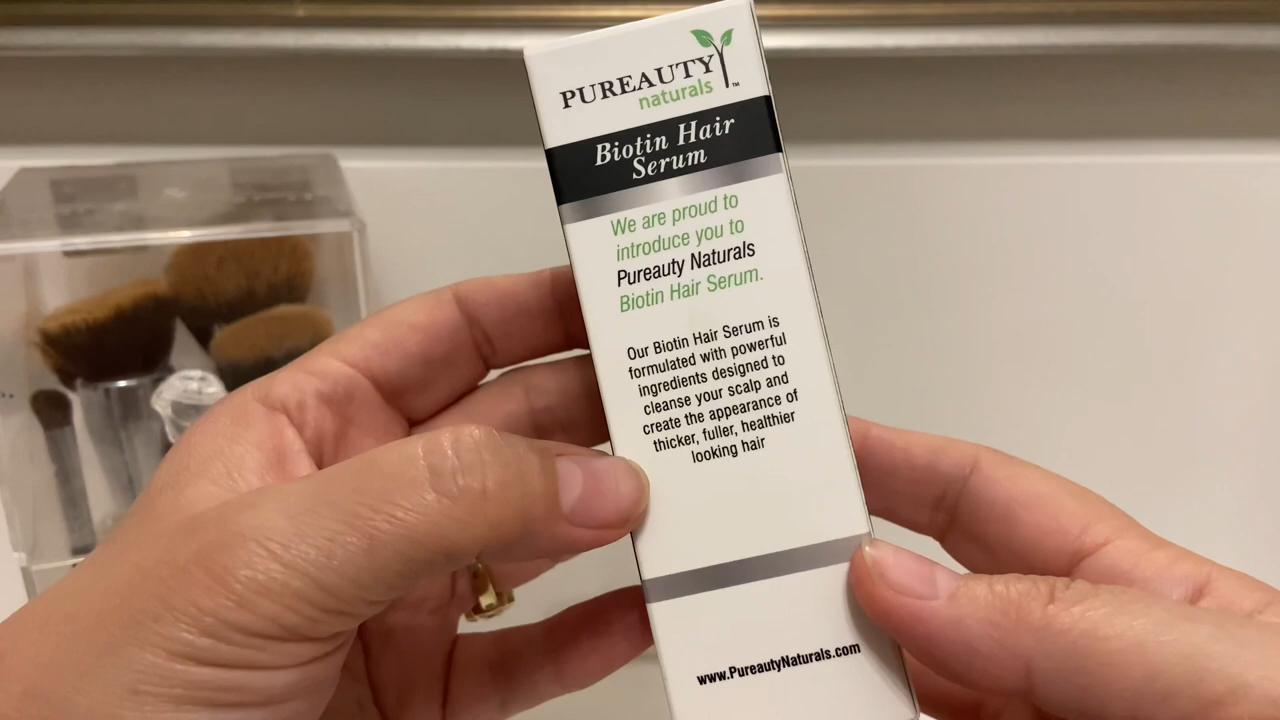 PUREAUTY
naturals
™
Biotin Hair
Serum
We are proud to
introduce you to
Pureauty Naturals
Biotin Hair Serum.
Our Biotin Hair Serum is
formulated with powerful
ingredients designed to
cleanse your scalp and
create the appearance of
thicker, fuller, healthier
looking hair
www.PureautyNaturals.com